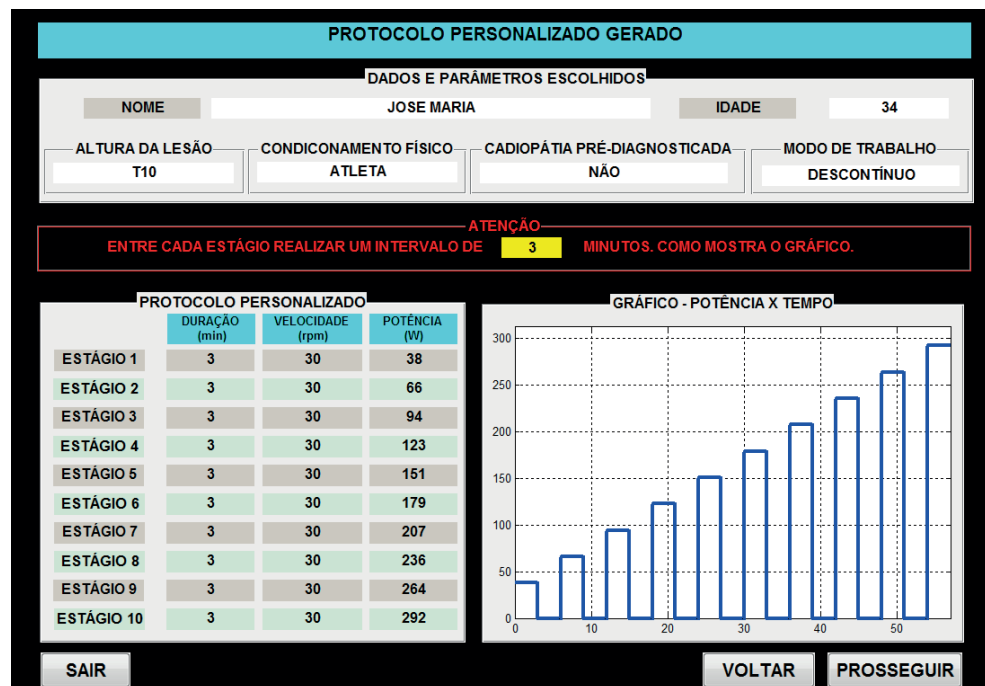 PROTOCOLO PERSONALIZADO GERADO
DADOS E PARÂMETROS ESCOLHIDOS
NOME JOSE MARIA IDADE 34
ALTURA DA LESÃO CONDICONAMENTO FÍSICO CADIOPÁTIA PRÉ-DIAGNOSTICADA MODO DE TRABALHO
T10 ATLETA NÃO DESCONTÍNUO
ATENÇÃO
ENTRE CADA ESTÁGIO REALIZAR UM INTERVALO DE 3 MINUTOS. COMO MOSTRA O GRÁFICO.
PROTOCOLO PERSONALIZADO
DURAÇÃO (min) VELOCIDADE (rpm) POTÊNCIA (W)
ESTÁGIO 1 3 30 38
ESTÁGIO 2 3 30 66
ESTÁGIO 3 3 30 94
ESTÁGIO 4 3 30 123
ESTÁGIO 5 3 30 151
ESTÁGIO 6 3 30 179
ESTÁGIO 7 3 30 207
ESTÁGIO 8 3 30 236
ESTÁGIO 9 3 30 264
ESTÁGIO 10 3 30 292
GRÁFICO - POTÊNCIA X TEMPO
300
250
200
150
100
50
0
0 10 20 30 40 50
SAIR VOLTAR PROSSEGUIR